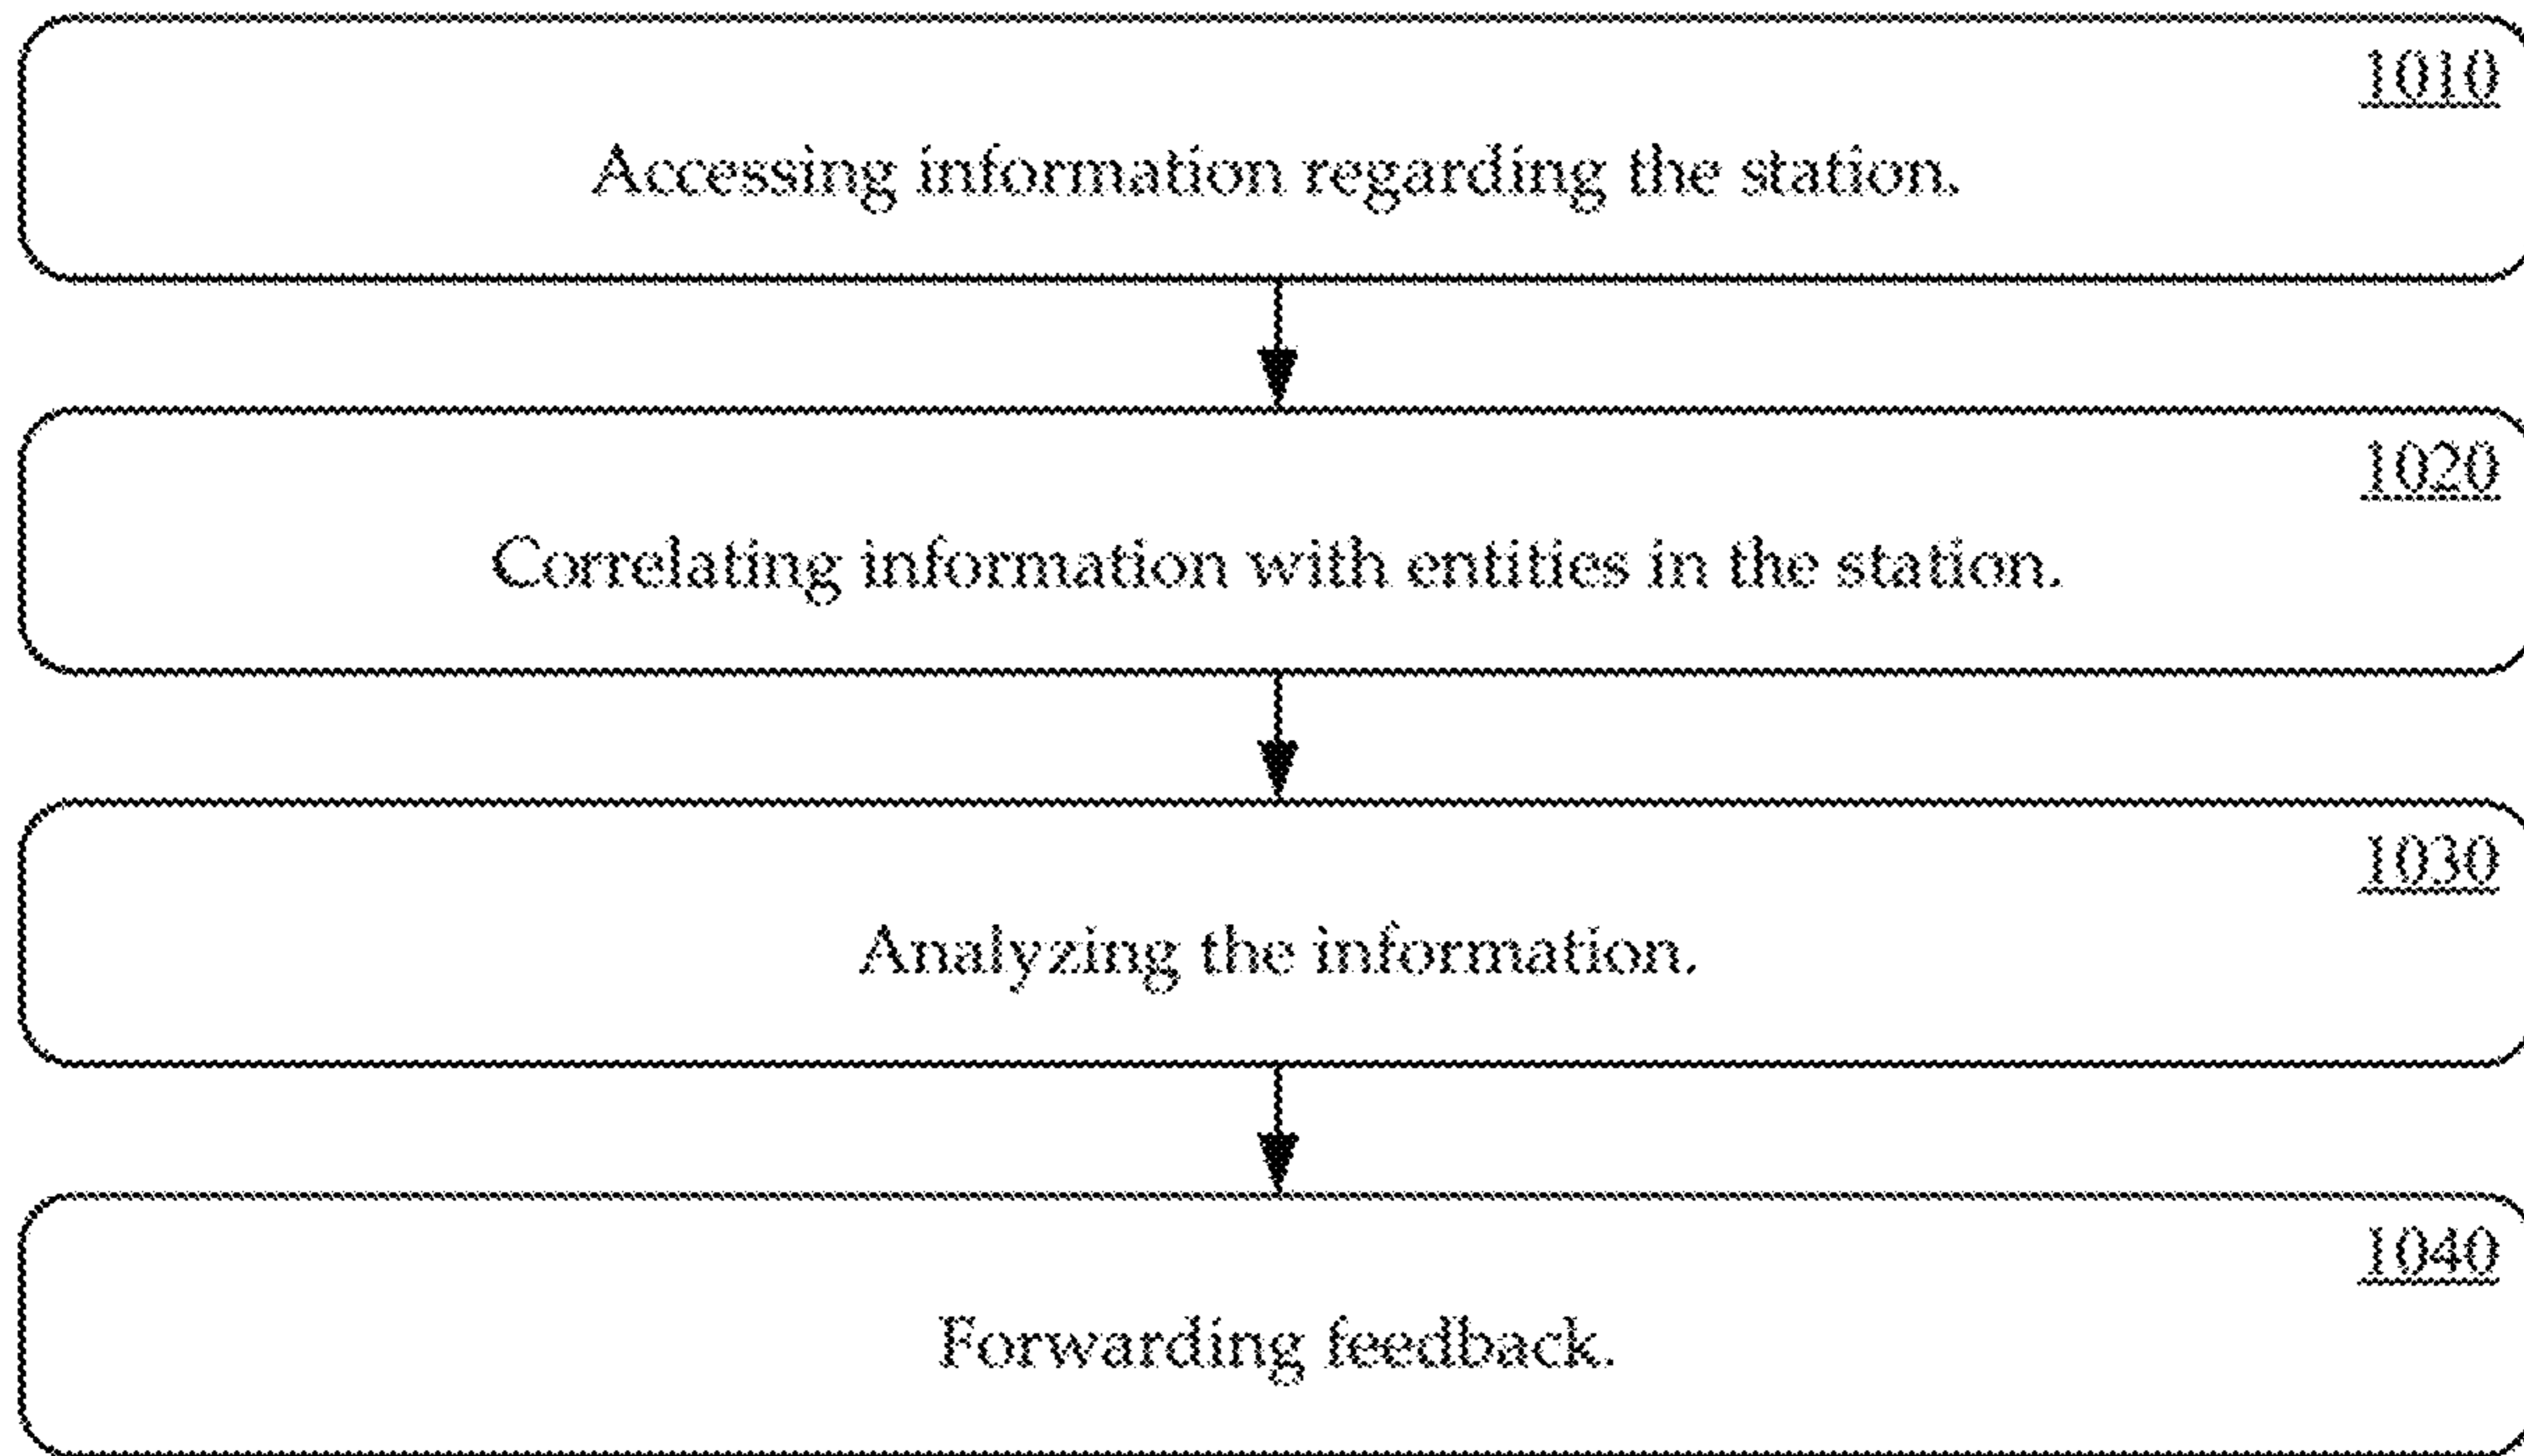 1010
Accessing information regarding the station.
1020
Correlating information with entities in the station.
1030
Analyzing the information.
1040
Forwarding feedback.